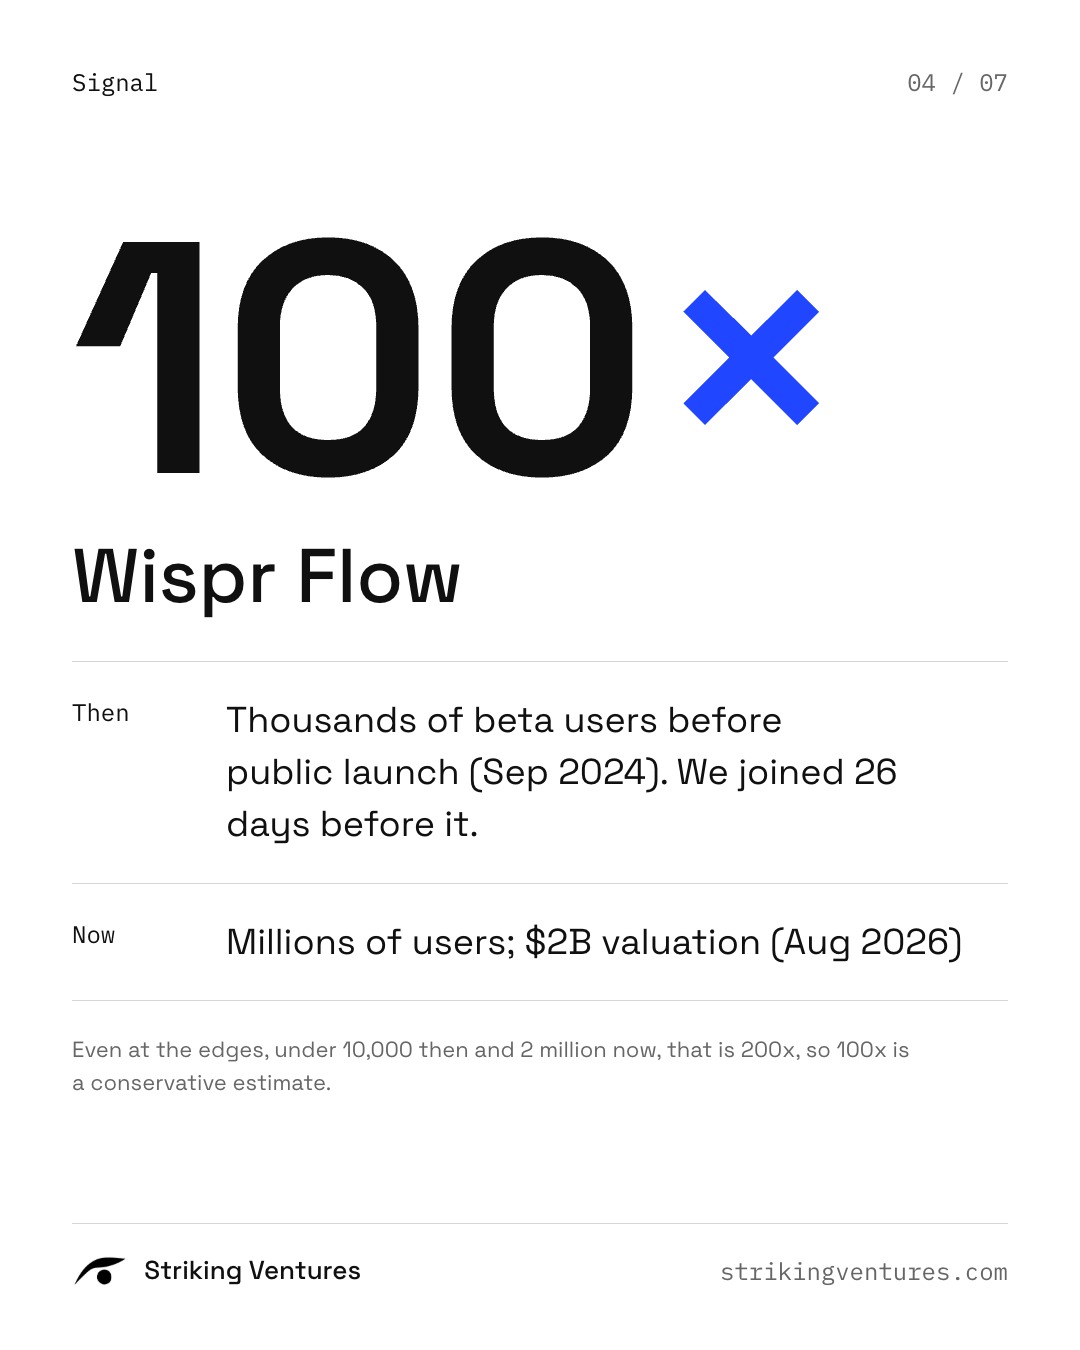 Signal
04 / 07
100×
Wispr Flow
Then
Thousands of beta users before
public launch (Sep 2024). We joined 26
days before it.
Now
Millions of users; $2B valuation (Aug 2026)
Even at the edges, under 10,000 then and 2 million now, that is 200x, so 100x is
a conservative estimate.
Striking Ventures
strikingventures.com